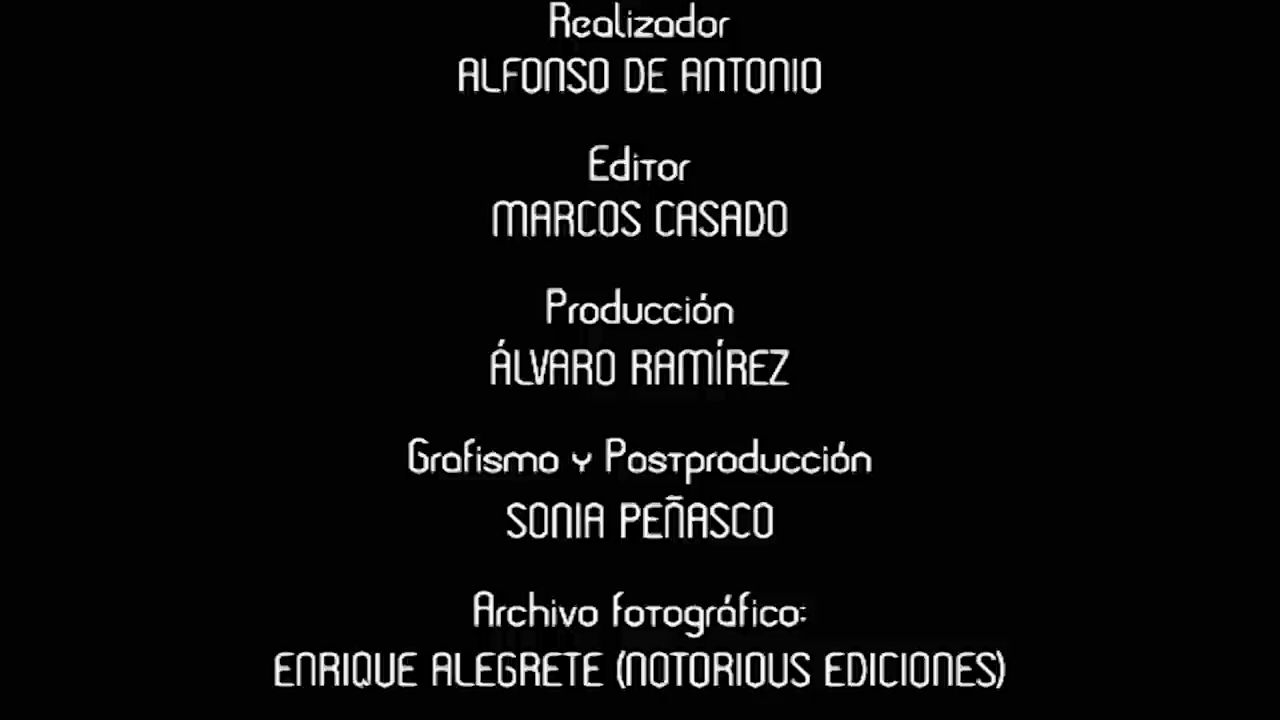 Realizador
ALFONSO DE ANTONIO
Editor
MARCOS CASADO
Producción
ÁLVARO RAMÍREZ
Grafismo y Postproducción
SONIA PEÑASCO
Archivo fotográfico:
ENRIQUE ALEGRETE (NOTORIOUS EDICIONES)